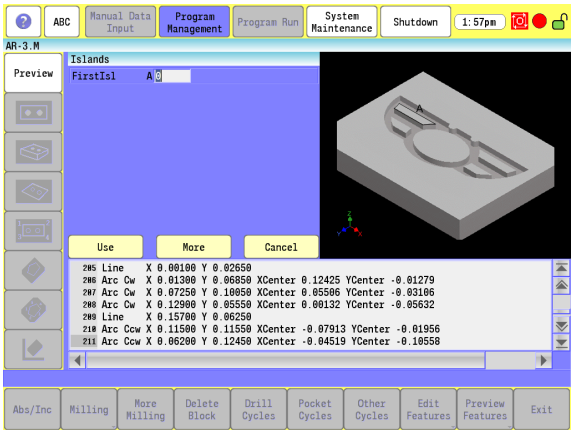 ?
ABC
Manual Data Input
Program Management
Program Run
System Maintenance
Shutdown
1:57pm
AR-3.M
Preview
Islands
FirstIsl A 0
A
Z
Y X
Use More Cancel
205 Line X 0.00100 Y 0.02650
206 Arc Cw X 0.01300 Y 0.06850 XCenter 0.12425 YCenter -0.01279
207 Arc Cw X 0.07250 Y 0.10050 XCenter 0.05506 YCenter -0.03106
208 Arc Cw X 0.12900 Y 0.05550 XCenter 0.00132 YCenter -0.05632
209 Line X 0.15700 Y 0.06250
210 Arc Ccw X 0.11500 Y 0.11550 XCenter -0.07913 YCenter -0.01956
211 Arc Ccw X 0.06200 Y 0.12450 XCenter -0.04519 YCenter -0.10558
Abs/Inc
Milling
More Milling
Delete Block
Drill Cycles
Pocket Cycles
Other Cycles
Edit Features
Preview Features
Exit